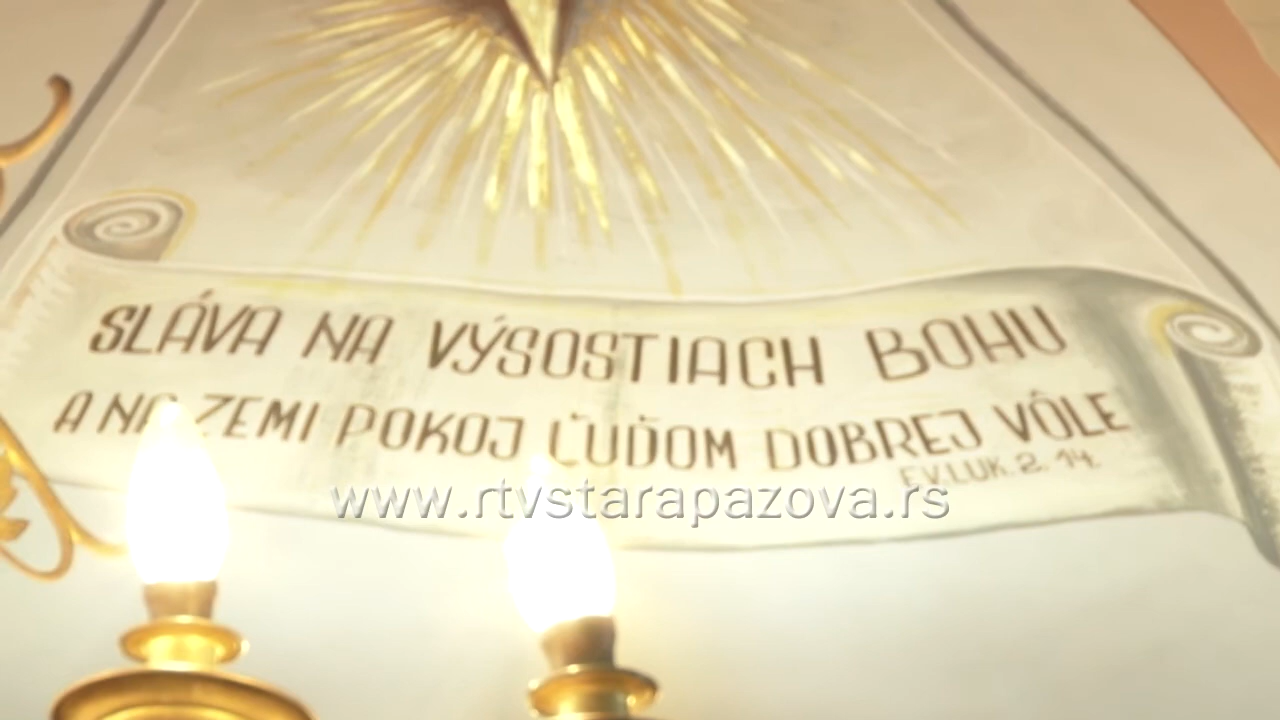 SLÁVA NA VÝSOSTIACH BOHU
A NA ZEMI POKOJ ĽUĎOM DOBREJ VÔLE
EV. LUK. 2. 14.
www.rtvstarapazova.rs